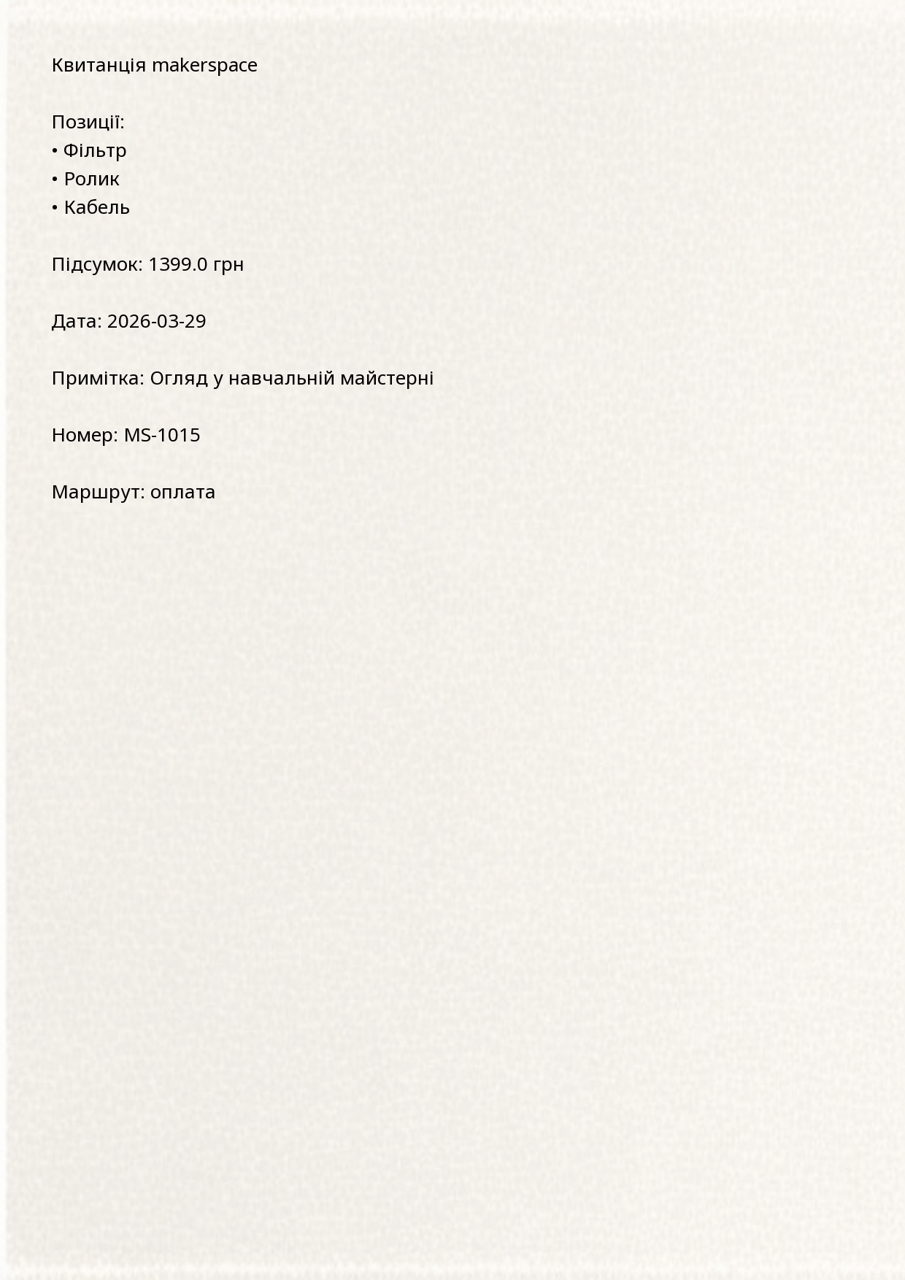 Квитанція makerspace
Позиції:
• Фільтр
• Ролик
• Кабель
Підсумок: 1399.0 грн
Дата: 2026-03-29
Примітка: Огляд у навчальній майстерні
Номер: MS-1015
Маршрут: оплата